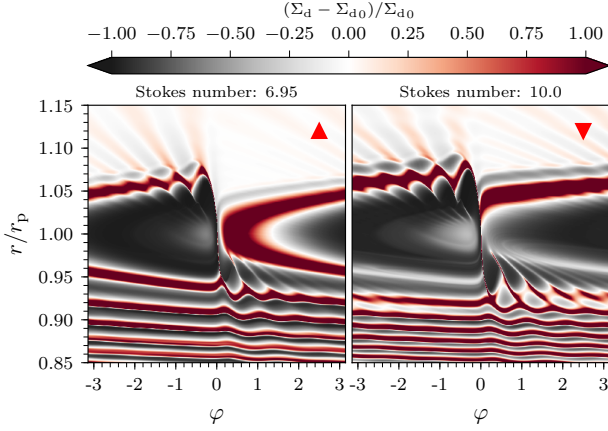 (Σd − Σd0)/Σd0
−1.00 −0.75 −0.50 −0.25 0.00 0.25 0.50 0.75 1.00
Stokes number: 6.95 Stokes number: 10.0
1.15
1.10
1.05
1.00
0.95
0.90
0.85
r/rp
-3 -2 -1 0 1 2 3 -3 -2 -1 0 1 2 3
φ φ